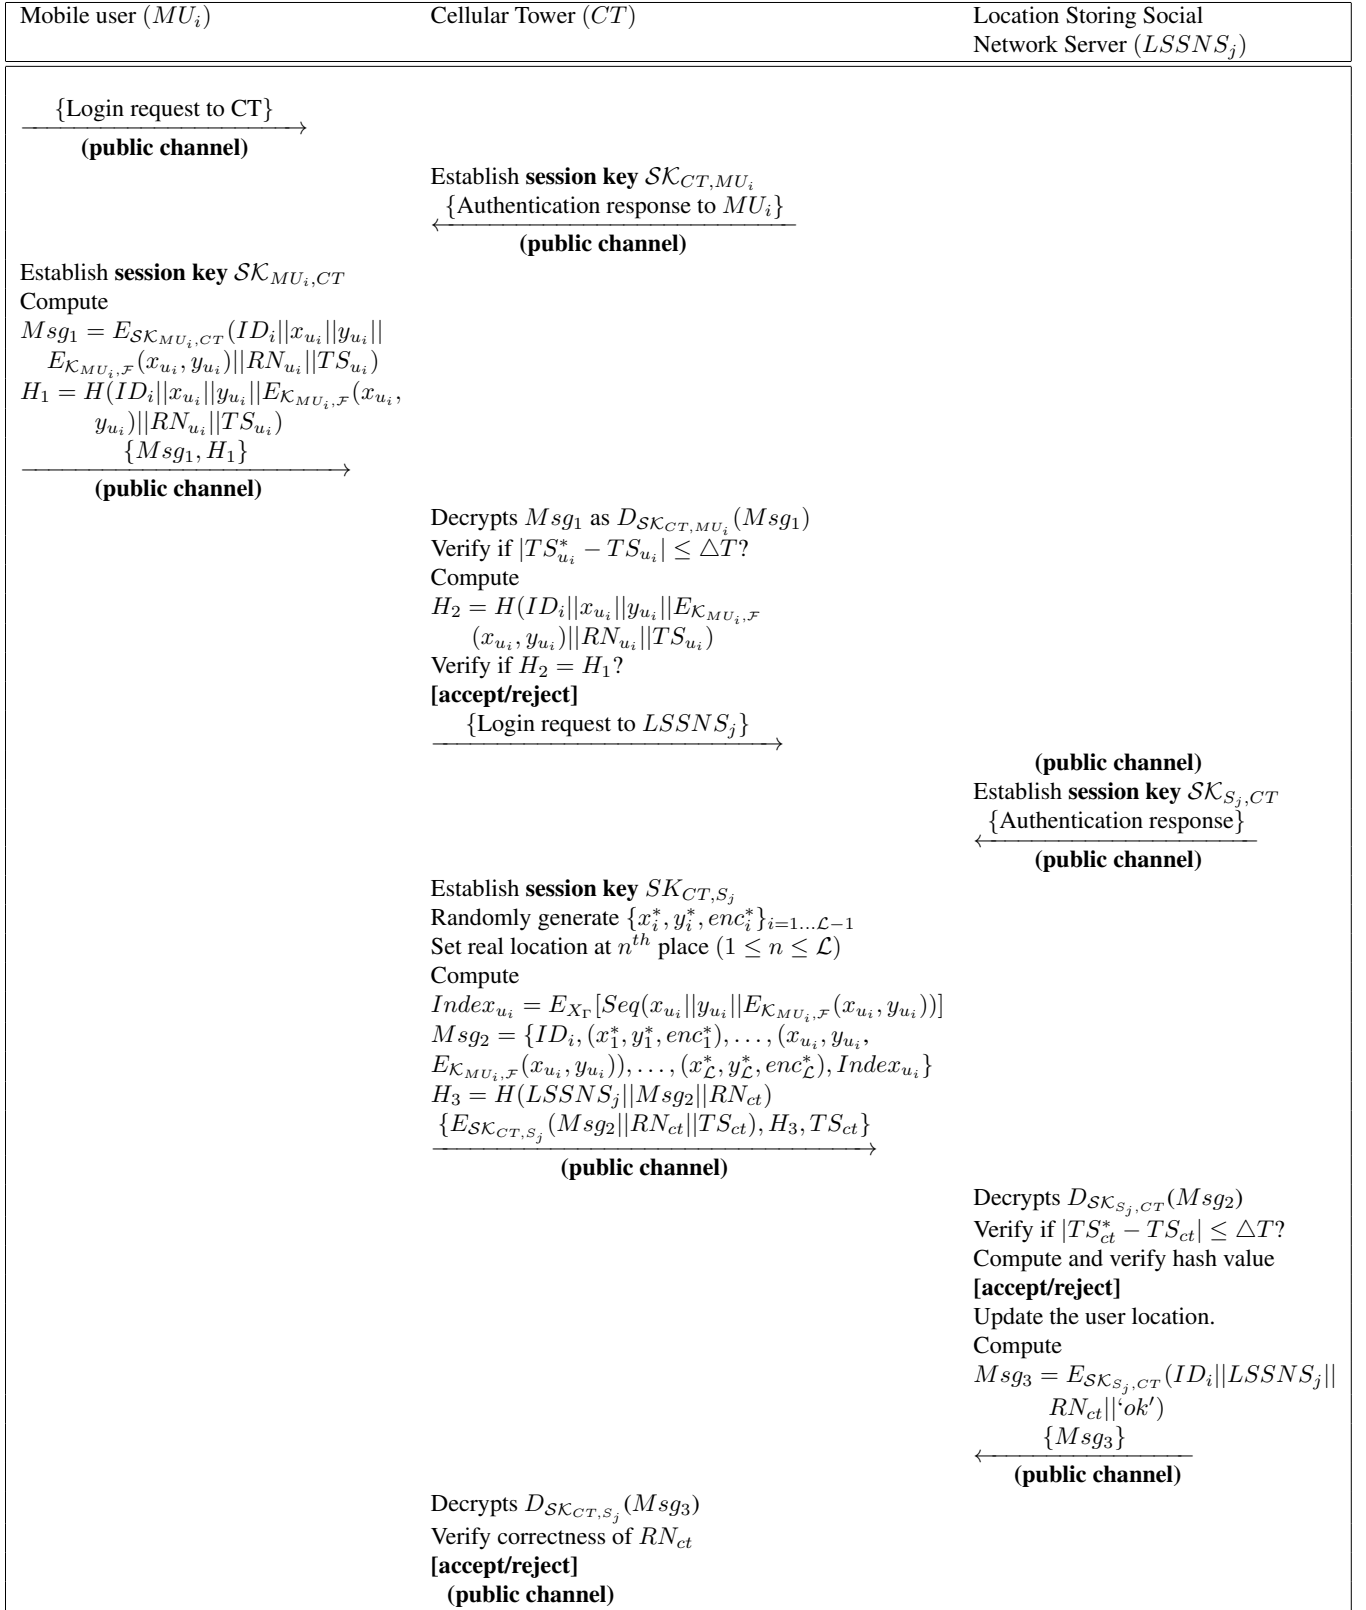 Mobile user (MU_i) Cellular Tower (CT) Location Storing Social
Network Server (LSSNS_j)
{Login request to CT}
(public channel)
Establish session key SK_{CT,MU_i}
{Authentication response to MU_i}
(public channel)
Establish session key SK_{MU_i,CT}
Compute
Msg_1 = E_{SK_{MU_i,CT}}(ID_i||x_{u_i}||y_{u_i}||
E_{K_{MU_i,F}}(x_{u_i}, y_{u_i})||RN_{u_i}||TS_{u_i})
H_1 = H(ID_i||x_{u_i}||y_{u_i}||E_{K_{MU_i,F}}(x_{u_i},
y_{u_i})||RN_{u_i}||TS_{u_i})
{Msg_1, H_1}
(public channel)
Decrypts Msg_1 as D_{SK_{CT,MU_i}}(Msg_1)
Verify if |TS^*_{u_i} − TS_{u_i}| ≤ △T?
Compute
H_2 = H(ID_i||x_{u_i}||y_{u_i}||E_{K_{MU_i,F}}
(x_{u_i}, y_{u_i})||RN_{u_i}||TS_{u_i})
Verify if H_2 = H_1?
[accept/reject]
{Login request to LSSNS_j}
(public channel)
Establish session key SK_{S_j,CT}
{Authentication response}
(public channel)
Establish session key SK_{CT,S_j}
Randomly generate {x^*_i, y^*_i, enc^*_i}_{i=1...L−1}
Set real location at n^{th} place (1 ≤ n ≤ L)
Compute
Index_{u_i} = E_{X_Γ}[Seq(x_{u_i}||y_{u_i}||E_{K_{MU_i,F}}(x_{u_i}, y_{u_i}))]
Msg_2 = {ID_i, (x^*_1, y^*_1, enc^*_1), . . . , (x_{u_i}, y_{u_i},
E_{K_{MU_i,F}}(x_{u_i}, y_{u_i})), . . . , (x^*_L, y^*_L, enc^*_L), Index_{u_i}}
H_3 = H(LSSNS_j||Msg_2||RN_{ct})
{E_{SK_{CT,S_j}}(Msg_2||RN_{ct}||TS_{ct}), H_3, TS_{ct}}
(public channel)
Decrypts D_{SK_{S_j,CT}}(Msg_2)
Verify if |TS^*_{ct} − TS_{ct}| ≤ △T?
Compute and verify hash value
[accept/reject]
Update the user location.
Compute
Msg_3 = E_{SK_{S_j,CT}}(ID_i||LSSNS_j||
RN_{ct}||‘ok′)
{Msg_3}
(public channel)
Decrypts D_{SK_{CT,S_j}}(Msg_3)
Verify correctness of RN_{ct}
[accept/reject]
(public channel)